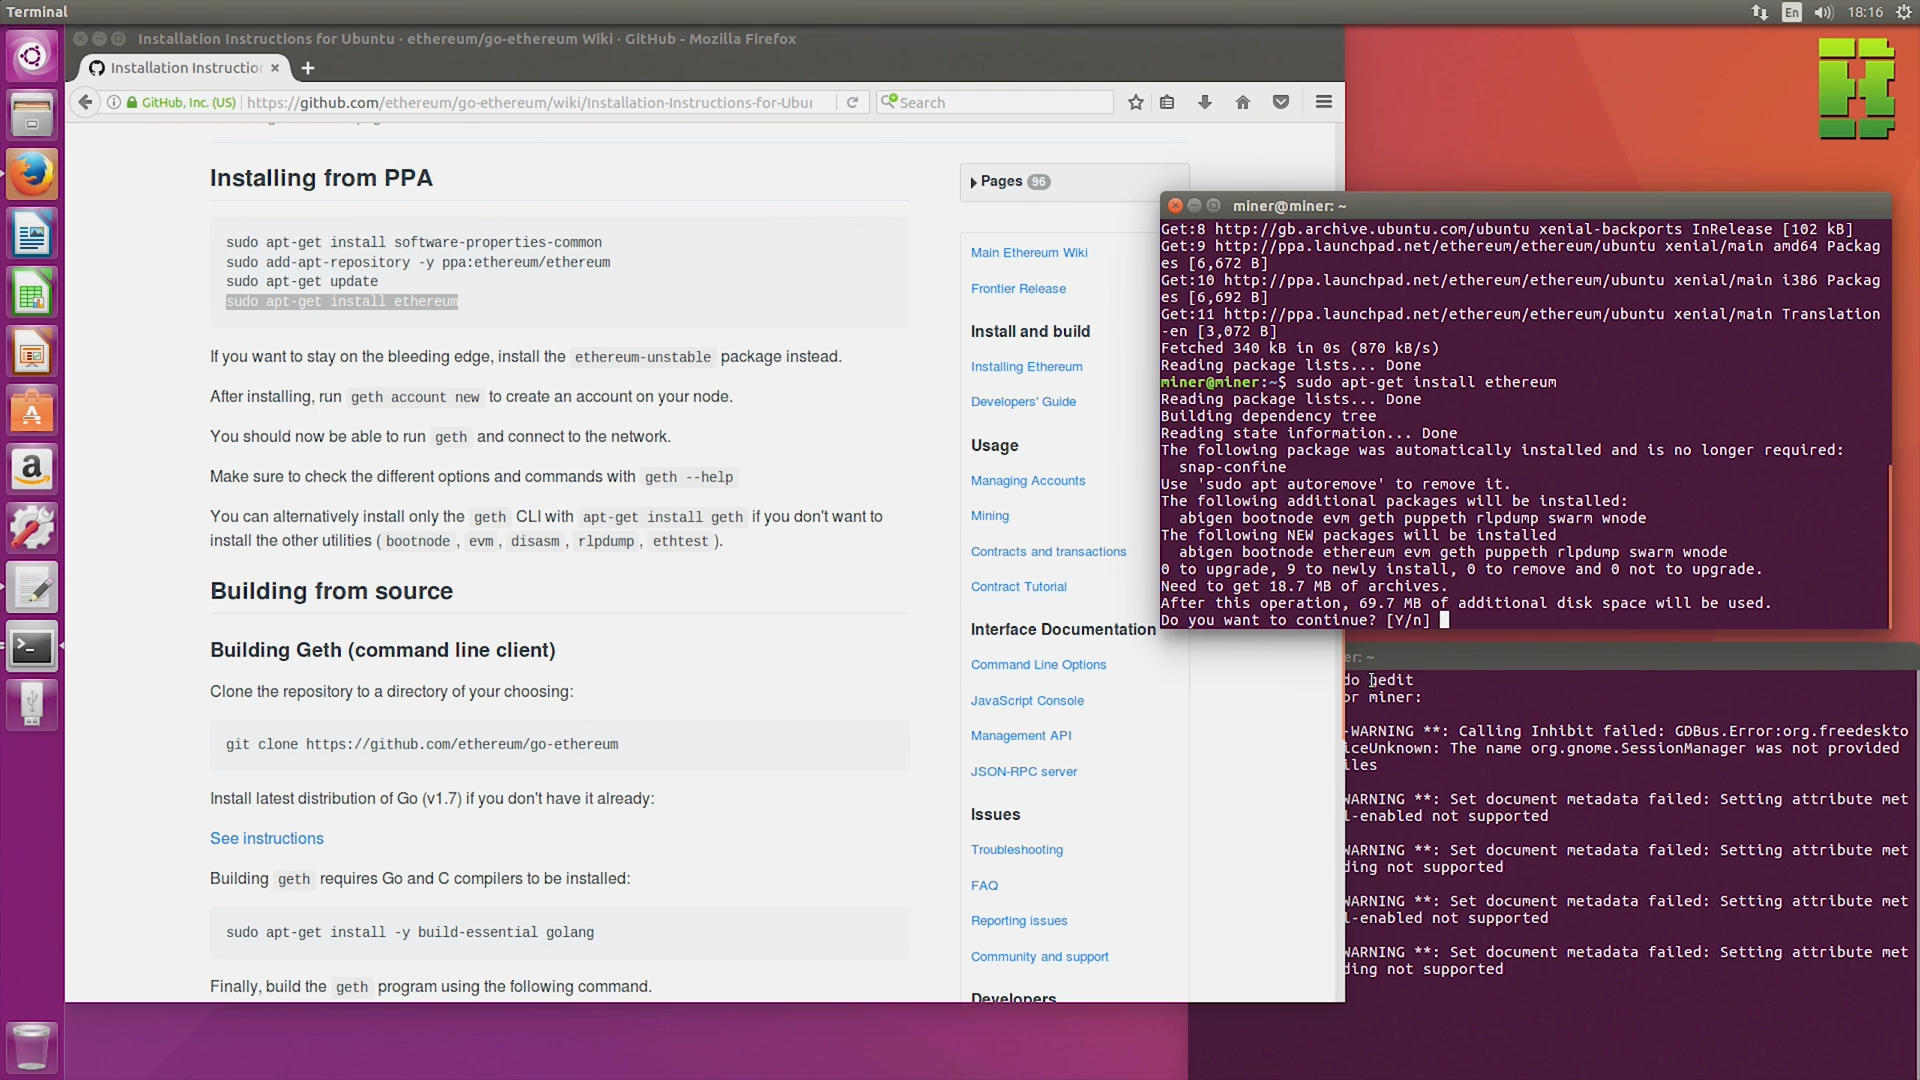 Terminal
En
18:16
Installation Instructions for Ubuntu · ethereum/go-ethereum Wiki · GitHub - Mozilla Firefox
Installation Instruction
GitHub, Inc. (US)
https://github.com/ethereum/go-ethereum/wiki/Installation-Instructions-for-Ubu
Search
Installing from PPA
sudo apt-get install software-properties-common
sudo add-apt-repository -y ppa:ethereum/ethereum
sudo apt-get update
sudo apt-get install ethereum
If you want to stay on the bleeding edge, install the ethereum-unstable package instead.
After installing, run geth account new to create an account on your node.
You should now be able to run geth and connect to the network.
Make sure to check the different options and commands with geth --help
You can alternatively install only the geth CLI with apt-get install geth if you don't want to
install the other utilities ( bootnode , evm , disasm , rlpdump , ethtest ).
Building from source
Building Geth (command line client)
Clone the repository to a directory of your choosing:
git clone https://github.com/ethereum/go-ethereum
Install latest distribution of Go (v1.7) if you don't have it already:
See instructions
Building geth requires Go and C compilers to be installed:
sudo apt-get install -y build-essential golang
Finally, build the geth program using the following command.
Pages 96
Main Ethereum Wiki
Frontier Release
Install and build
Installing Ethereum
Developers' Guide
Usage
Managing Accounts
Mining
Contracts and transactions
Contract Tutorial
Interface Documentation
Command Line Options
JavaScript Console
Management API
JSON-RPC server
Issues
Troubleshooting
FAQ
Reporting issues
Community and support
Developers
miner@miner: ~
Get:8 http://gb.archive.ubuntu.com/ubuntu xenial-backports InRelease [102 kB]
Get:9 http://ppa.launchpad.net/ethereum/ethereum/ubuntu xenial/main amd64 Packag
es [6,672 B]
Get:10 http://ppa.launchpad.net/ethereum/ethereum/ubuntu xenial/main i386 Packag
es [6,692 B]
Get:11 http://ppa.launchpad.net/ethereum/ethereum/ubuntu xenial/main Translation
-en [3,072 B]
Fetched 340 kB in 0s (870 kB/s)
Reading package lists... Done
miner@miner:~$ sudo apt-get install ethereum
Reading package lists... Done
Building dependency tree
Reading state information... Done
The following package was automatically installed and is no longer required:
snap-confine
Use 'sudo apt autoremove' to remove it.
The following additional packages will be installed:
abigen bootnode evm geth puppeth rlpdump swarm wnode
The following NEW packages will be installed
abigen bootnode ethereum evm geth puppeth rlpdump swarm wnode
0 to upgrade, 9 to newly install, 0 to remove and 0 not to upgrade.
Need to get 18.7 MB of archives.
After this operation, 69.7 MB of additional disk space will be used.
Do you want to continue? [Y/n]
er: ~
do gedit
or miner:
-WARNING **: Calling Inhibit failed: GDBus.Error:org.freedeskto
iceUnknown: The name org.gnome.SessionManager was not provided
iles
WARNING **: Set document metadata failed: Setting attribute met
l-enabled not supported
WARNING **: Set document metadata failed: Setting attribute met
ding not supported
WARNING **: Set document metadata failed: Setting attribute met
l-enabled not supported
WARNING **: Set document metadata failed: Setting attribute met
ding not supported